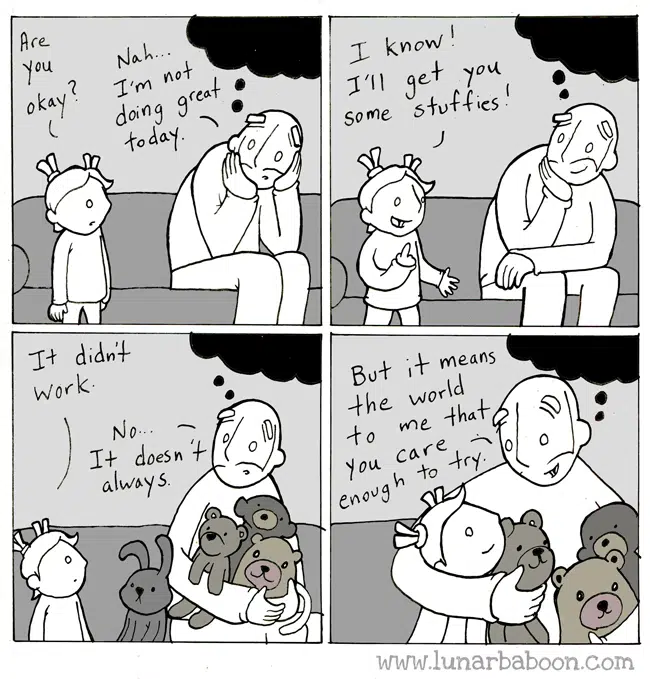 Are
you
okay?
Nah...
I'm not
doing great
today.
I know!
I'll get you
some stuffies!
It didn't
work.
No...
It doesn't
always.
But it means
the world
to me that
you care
enough to try.
www.lunarbaboon.com